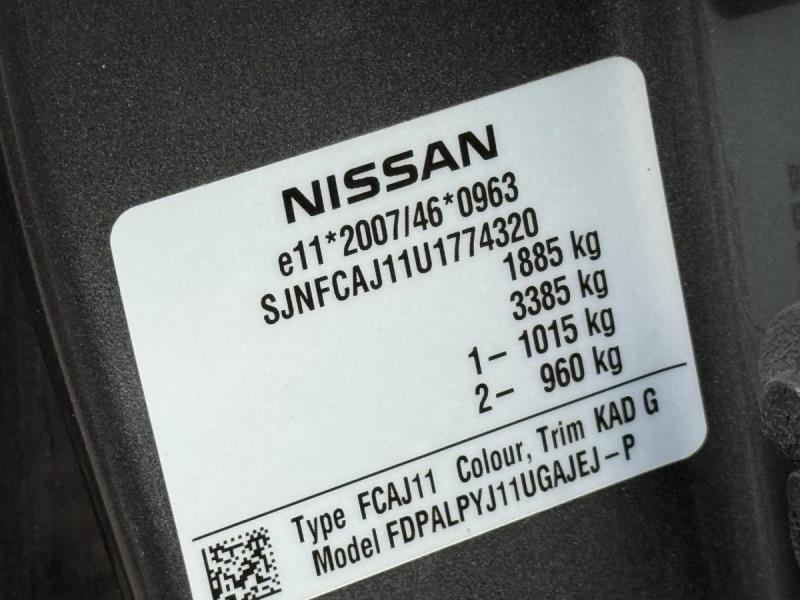 NISSAN
e11*2007/46*0963
SJNFCAJ11U1774320
1885 kg
3385 kg
1– 1015 kg
2– 960 kg
Type FCAJ11 Colour, Trim KAD G
Model FDPALPYJ11UGAJEJ–P